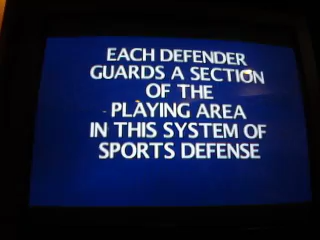 EACH DEFENDER
GUARDS A SECTION
OF THE
PLAYING AREA
IN THIS SYSTEM OF
SPORTS DEFENSE